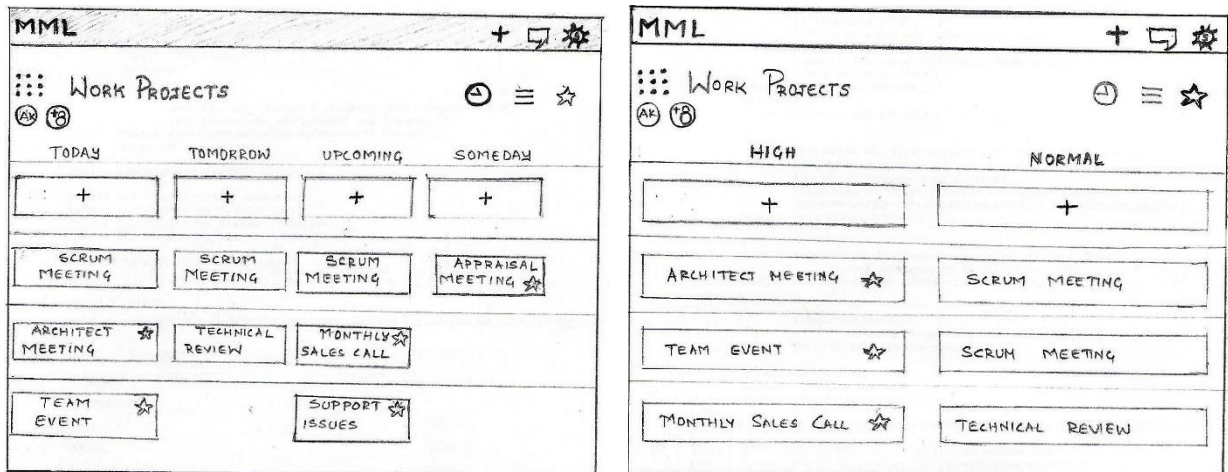 MML +
WORK PROJECTS
AK +8
TODAY TOMORROW UPCOMING SOMEDAY
+ + + +
SCRUM MEETING
SCRUM MEETING
SCRUM MEETING
APPRAISAL MEETING
ARCHITECT MEETING
TECHNICAL REVIEW
MONTHLY SALES CALL
TEAM EVENT
SUPPORT ISSUES
MML +
WORK PROJECTS
AK +8
HIGH NORMAL
+ +
ARCHITECT MEETING SCRUM MEETING
TEAM EVENT SCRUM MEETING
MONTHLY SALES CALL TECHNICAL REVIEW